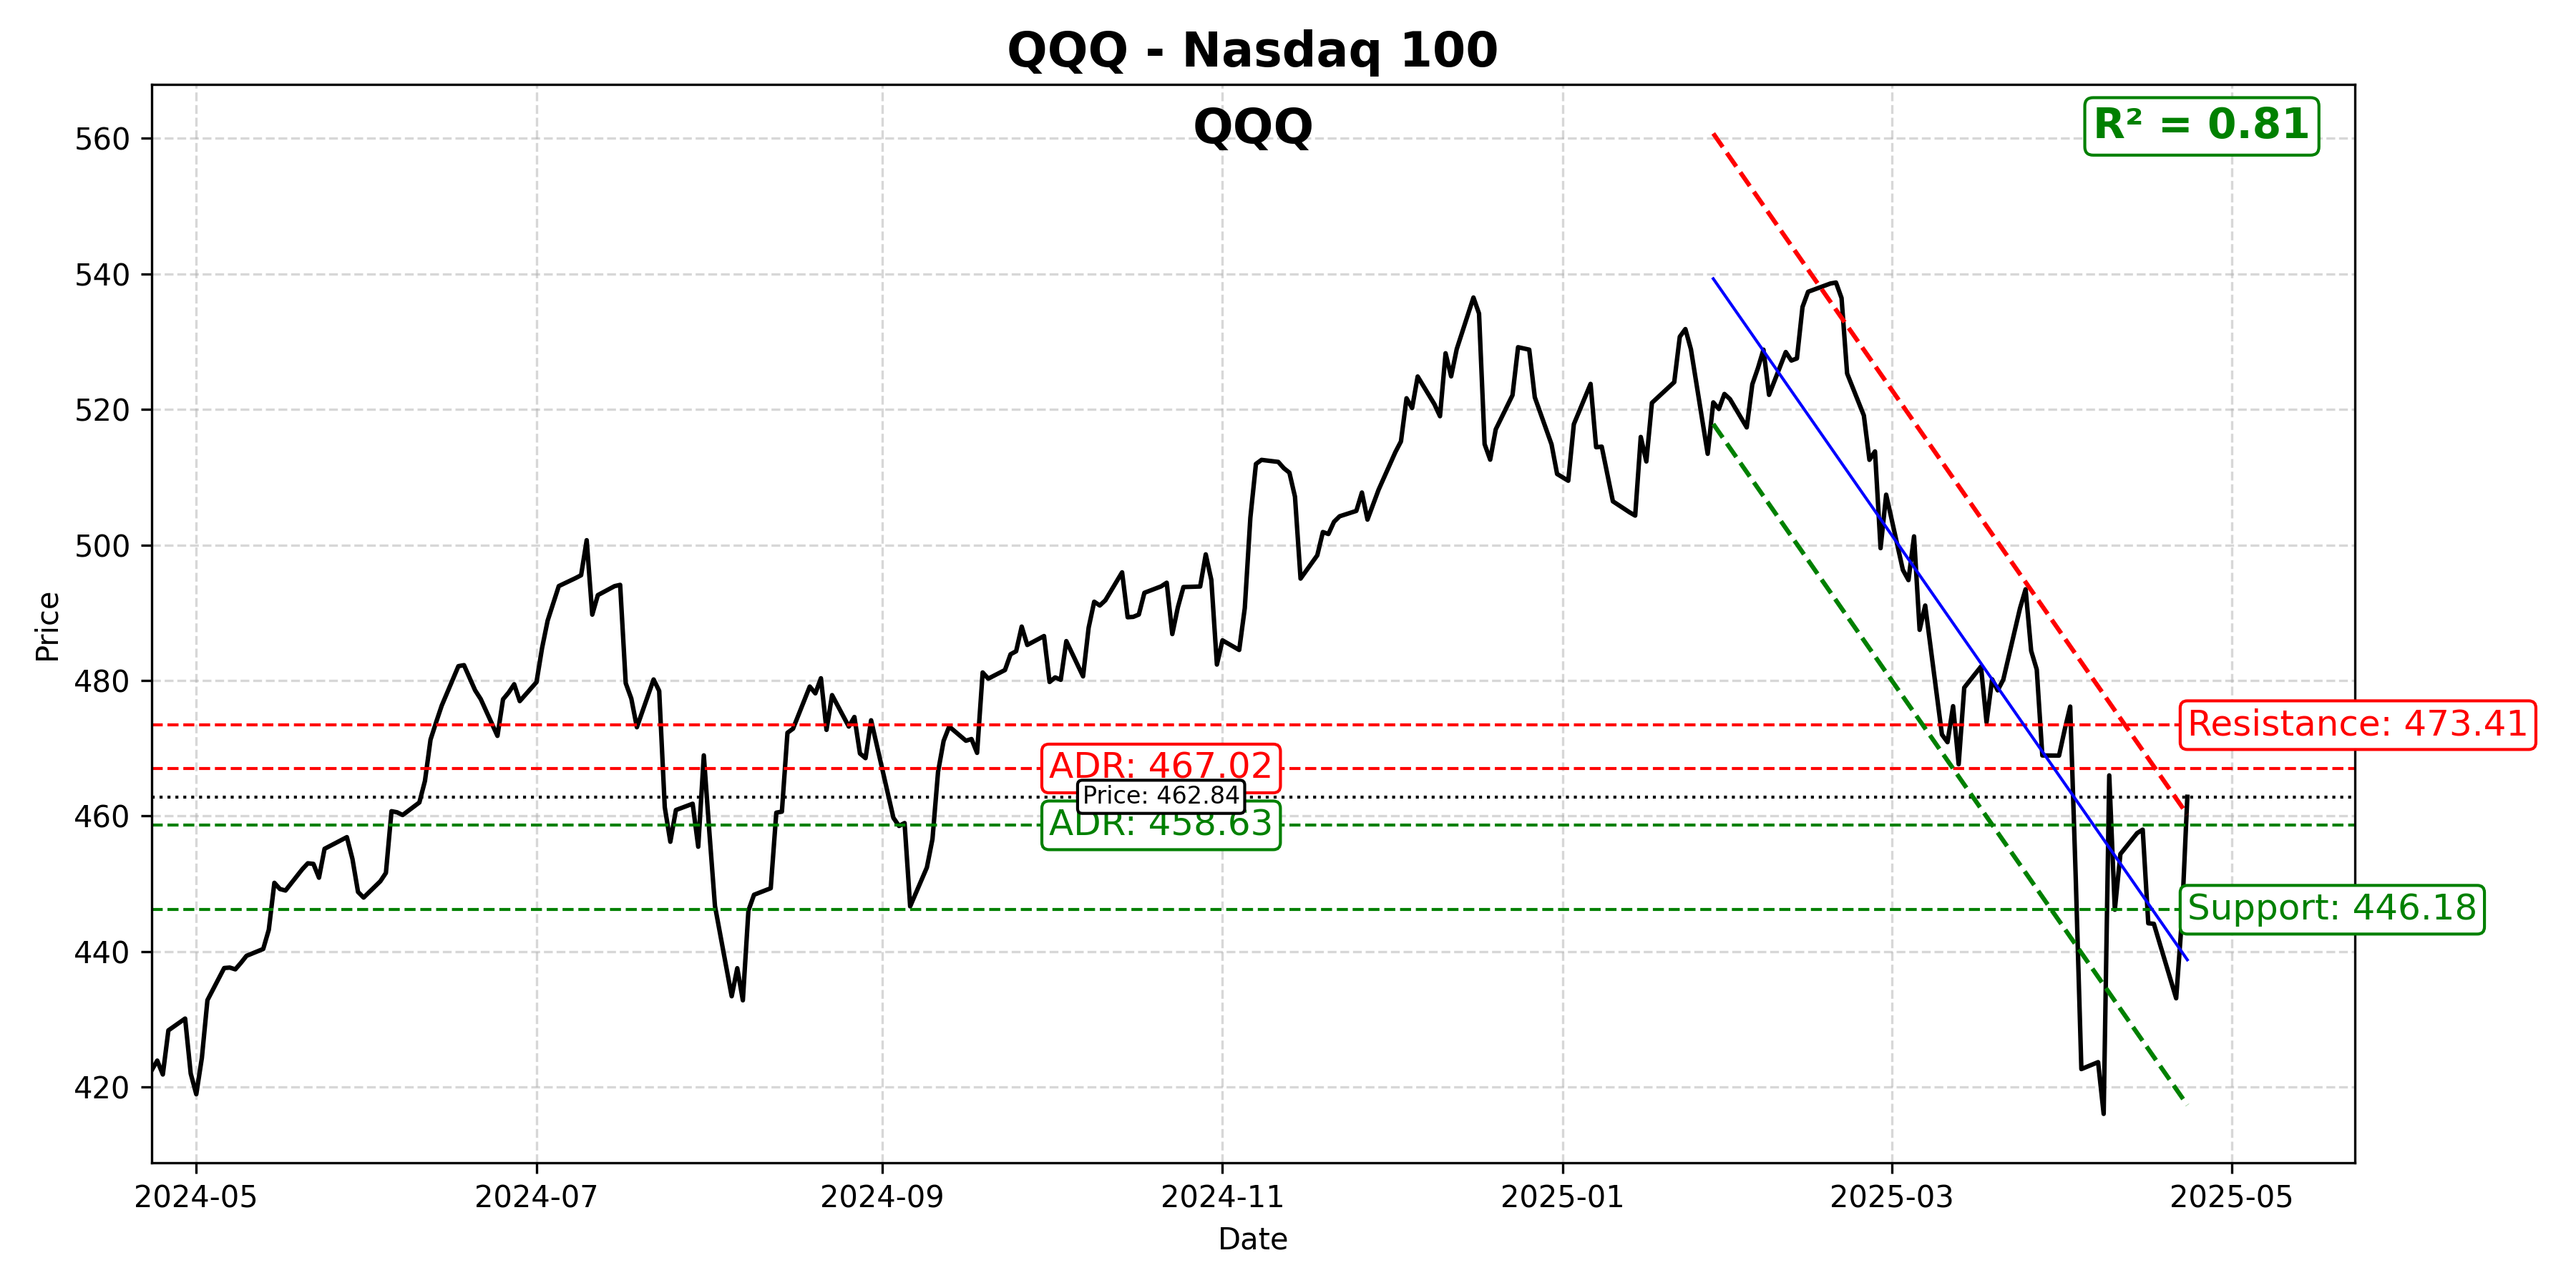 QQQ - Nasdaq 100
QQQ
R² = 0.81
560
540
520
500
480
460
440
420
Price
Resistance: 473.41
ADR: 467.02
Price: 462.84
ADR: 458.63
Support: 446.18
2024-05
2024-07
2024-09
2024-11
2025-01
2025-03
2025-05
Date